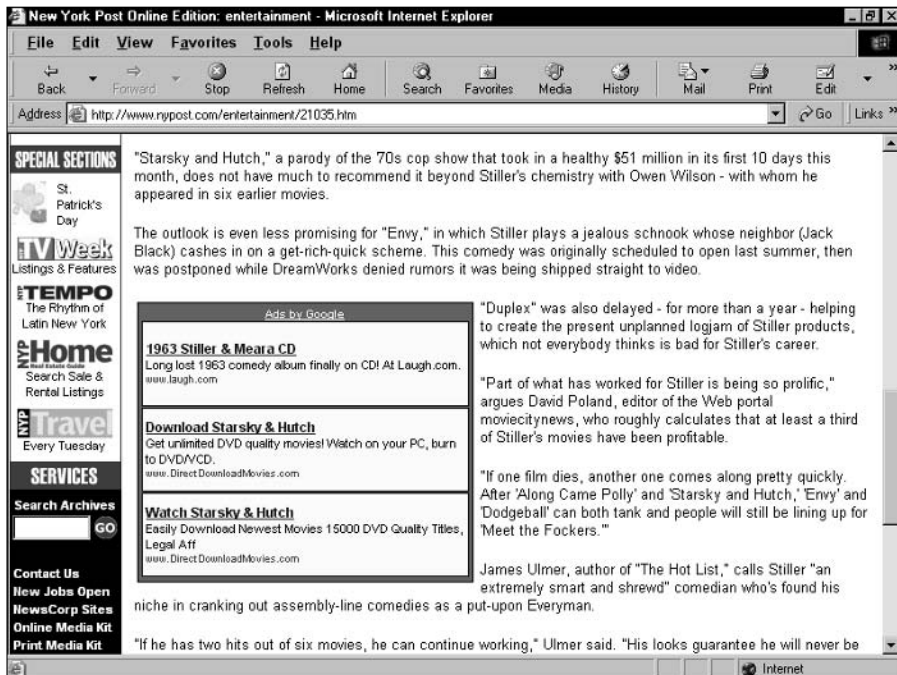 New York Post Online Edition: entertainment - Microsoft Internet Explorer
File Edit View Favorites Tools Help
Back Forward Stop Refresh Home Search Favorites Media History Mail Print Edit
Address http://www.nypost.com/entertainment/21035.htm Go Links
SPECIAL SECTIONS
St.
Patrick's
Day
TV Week
Listings & Features
NYP TEMPO
The Rhythm of
Latin New York
NYP Home
Real Estate Guide
Search Sale &
Rental Listings
NYP Travel
Every Tuesday
SERVICES
Search Archives
GO
Contact Us
New Jobs Open
NewsCorp Sites
Online Media Kit
Print Media Kit
"Starsky and Hutch," a parody of the 70s cop show that took in a healthy $51 million in its first 10 days this
month, does not have much to recommend it beyond Stiller's chemistry with Owen Wilson - with whom he
appeared in six earlier movies.
The outlook is even less promising for "Envy," in which Stiller plays a jealous schnook whose neighbor (Jack
Black) cashes in on a get-rich-quick scheme. This comedy was originally scheduled to open last summer, then
was postponed while DreamWorks denied rumors it was being shipped straight to video.
Ads by Google
1963 Stiller & Meara CD
Long lost 1963 comedy album finally on CD! At Laugh.com.
www.laugh.com
Download Starsky & Hutch
Get unlimited DVD quality movies! Watch on your PC, burn
to DVD/VCD.
www.DirectDownloadMovies.com
Watch Starsky & Hutch
Easily Download Newest Movies 15000 DVD Quality Titles,
Legal Aff
www.DirectDownloadMovies.com
"Duplex" was also delayed - for more than a year - helping
to create the present unplanned logjam of Stiller products,
which not everybody thinks is bad for Stiller's career.
"Part of what has worked for Stiller is being so prolific,"
argues David Poland, editor of the Web portal
moviecitynews, who roughly calculates that at least a third
of Stiller's movies have been profitable.
"If one film dies, another one comes along pretty quickly.
After 'Along Came Polly' and 'Starsky and Hutch,' 'Envy' and
'Dodgeball' can both tank and people will still be lining up for
'Meet the Fockers.'"
James Ulmer, author of "The Hot List," calls Stiller "an
extremely smart and shrewd" comedian who's found his
niche in cranking out assembly-line comedies as a put-upon Everyman.
"If he has two hits out of six movies, he can continue working," Ulmer said. "His looks guarantee he will never be
Internet